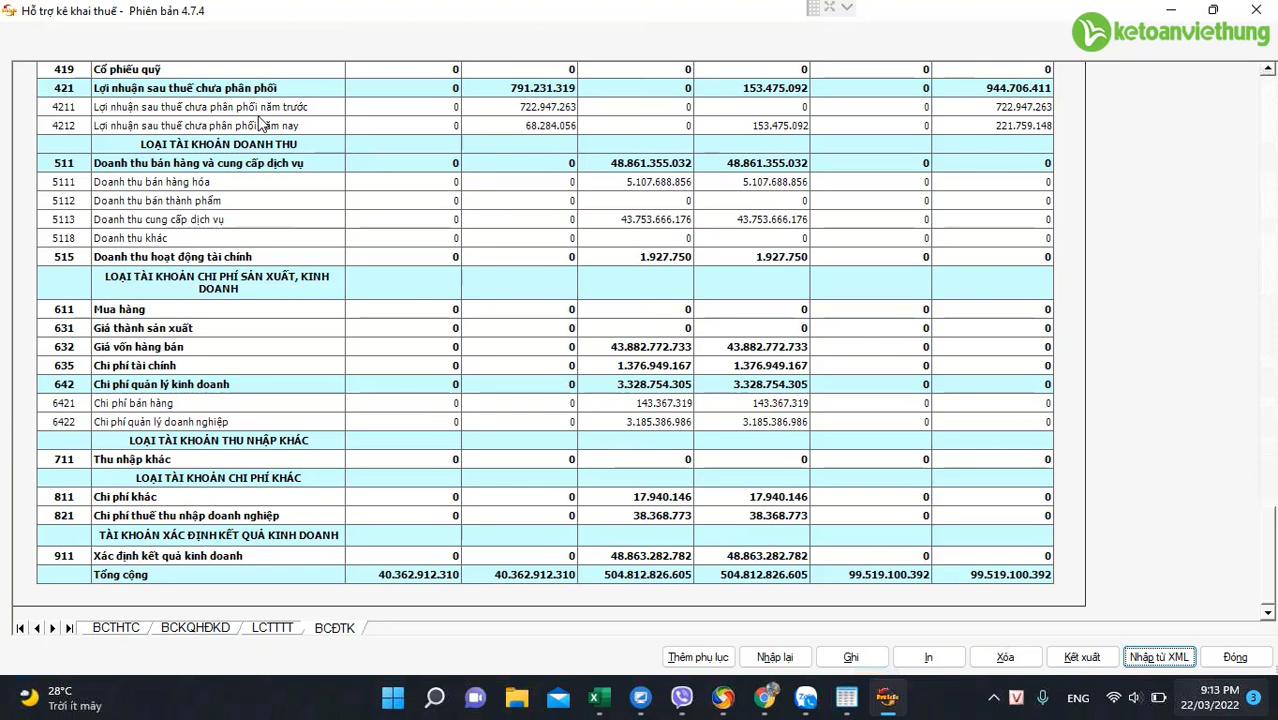 Hỗ trợ kê khai thuế - Phiên bản 4.7.4
ketoanviethung
419 Cổ phiếu quỹ 0 0 0 0 0 0
421 Lợi nhuận sau thuế chưa phân phối 0 791.231.319 0 153.475.092 0 944.706.411
4211 Lợi nhuận sau thuế chưa phân phối năm trước 0 722.947.263 0 0 0 722.947.263
4212 Lợi nhuận sau thuế chưa phân phối năm nay 0 68.284.056 0 153.475.092 0 221.759.148
LOẠI TÀI KHOẢN DOANH THU
511 Doanh thu bán hàng và cung cấp dịch vụ 0 0 48.861.355.032 48.861.355.032 0 0
5111 Doanh thu bán hàng hóa 0 0 5.107.688.856 5.107.688.856 0 0
5112 Doanh thu bán thành phẩm 0 0 0 0 0 0
5113 Doanh thu cung cấp dịch vụ 0 0 43.753.666.176 43.753.666.176 0 0
5118 Doanh thu khác 0 0 0 0 0 0
515 Doanh thu hoạt động tài chính 0 0 1.927.750 1.927.750 0 0
LOẠI TÀI KHOẢN CHI PHÍ SẢN XUẤT, KINH
DOANH
611 Mua hàng 0 0 0 0 0 0
631 Giá thành sản xuất 0 0 0 0 0 0
632 Giá vốn hàng bán 0 0 43.882.772.733 43.882.772.733 0 0
635 Chi phí tài chính 0 0 1.376.949.167 1.376.949.167 0 0
642 Chi phí quản lý kinh doanh 0 0 3.328.754.305 3.328.754.305 0 0
6421 Chi phí bán hàng 0 0 143.367.319 143.367.319 0 0
6422 Chi phí quản lý doanh nghiệp 0 0 3.185.386.986 3.185.386.986 0 0
LOẠI TÀI KHOẢN THU NHẬP KHÁC
711 Thu nhập khác 0 0 0 0 0 0
LOẠI TÀI KHOẢN CHI PHÍ KHÁC
811 Chi phí khác 0 0 17.940.146 17.940.146 0 0
821 Chi phí thuế thu nhập doanh nghiệp 0 0 38.368.773 38.368.773 0 0
TÀI KHOẢN XÁC ĐỊNH KẾT QUẢ KINH DOANH
911 Xác định kết quả kinh doanh 0 0 48.863.282.782 48.863.282.782 0 0
Tổng cộng 40.362.912.310 40.362.912.310 504.812.826.605 504.812.826.605 99.519.100.392 99.519.100.392
BCTHTC BCKQHĐKD LCTTTT BCĐTK
Thêm phụ lục Nhập lại Ghi In Xóa Kết xuất Nhập từ XML Đóng
28°C
Trời ít mây
ENG
9:13 PM
22/03/2022
3